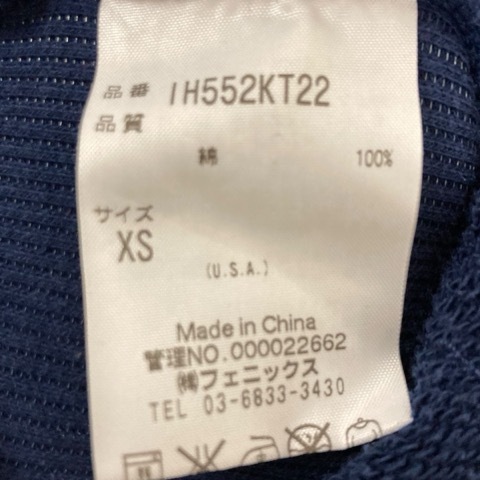 品番 IH552KT22
品質
綿 100%
サイズ
XS
(U.S.A.)
Made in China
管理NO.000022662
㈱フェニックス
TEL 03-6833-3430